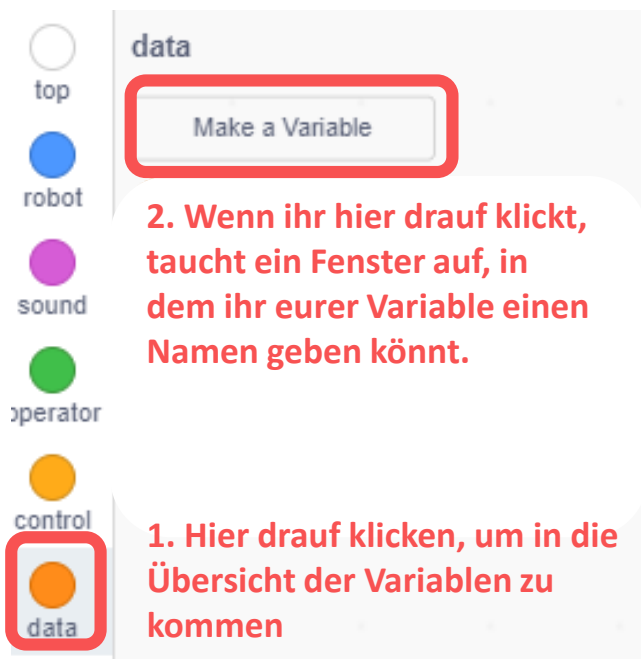 data
Make a Variable
top
robot
sound
operator
control
data
2. Wenn ihr hier drauf klickt,
taucht ein Fenster auf, in
dem ihr eurer Variable einen
Namen geben könnt.
1. Hier drauf klicken, um in die
Übersicht der Variablen zu
kommen